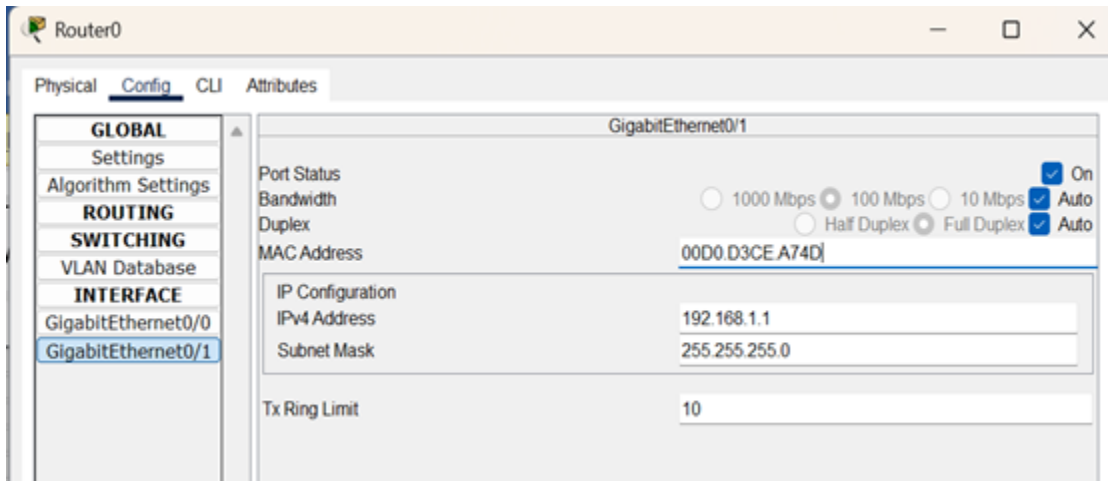 Router0
Physical Config CLI Attributes
GLOBAL
Settings
Algorithm Settings
ROUTING
SWITCHING
VLAN Database
INTERFACE
GigabitEthernet0/0
GigabitEthernet0/1
GigabitEthernet0/1
Port Status On
Bandwidth 1000 Mbps 100 Mbps 10 Mbps Auto
Duplex Half Duplex Full Duplex Auto
MAC Address 00D0.D3CE.A74D
IP Configuration
IPv4 Address 192.168.1.1
Subnet Mask 255.255.255.0
Tx Ring Limit 10